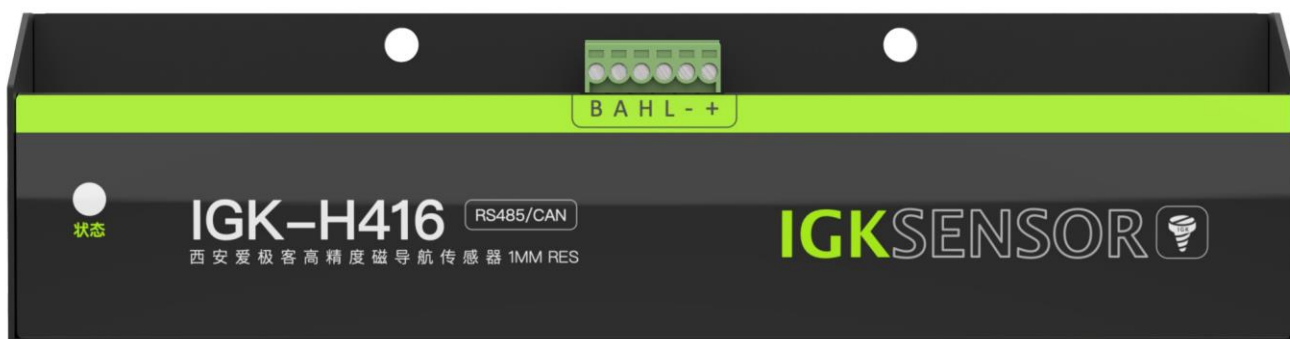 B A H L - +
状态
IGK-H416 RS485/CAN
西安爱极客高精度磁导航传感器 1MM RES
IGKSENSOR
IGK